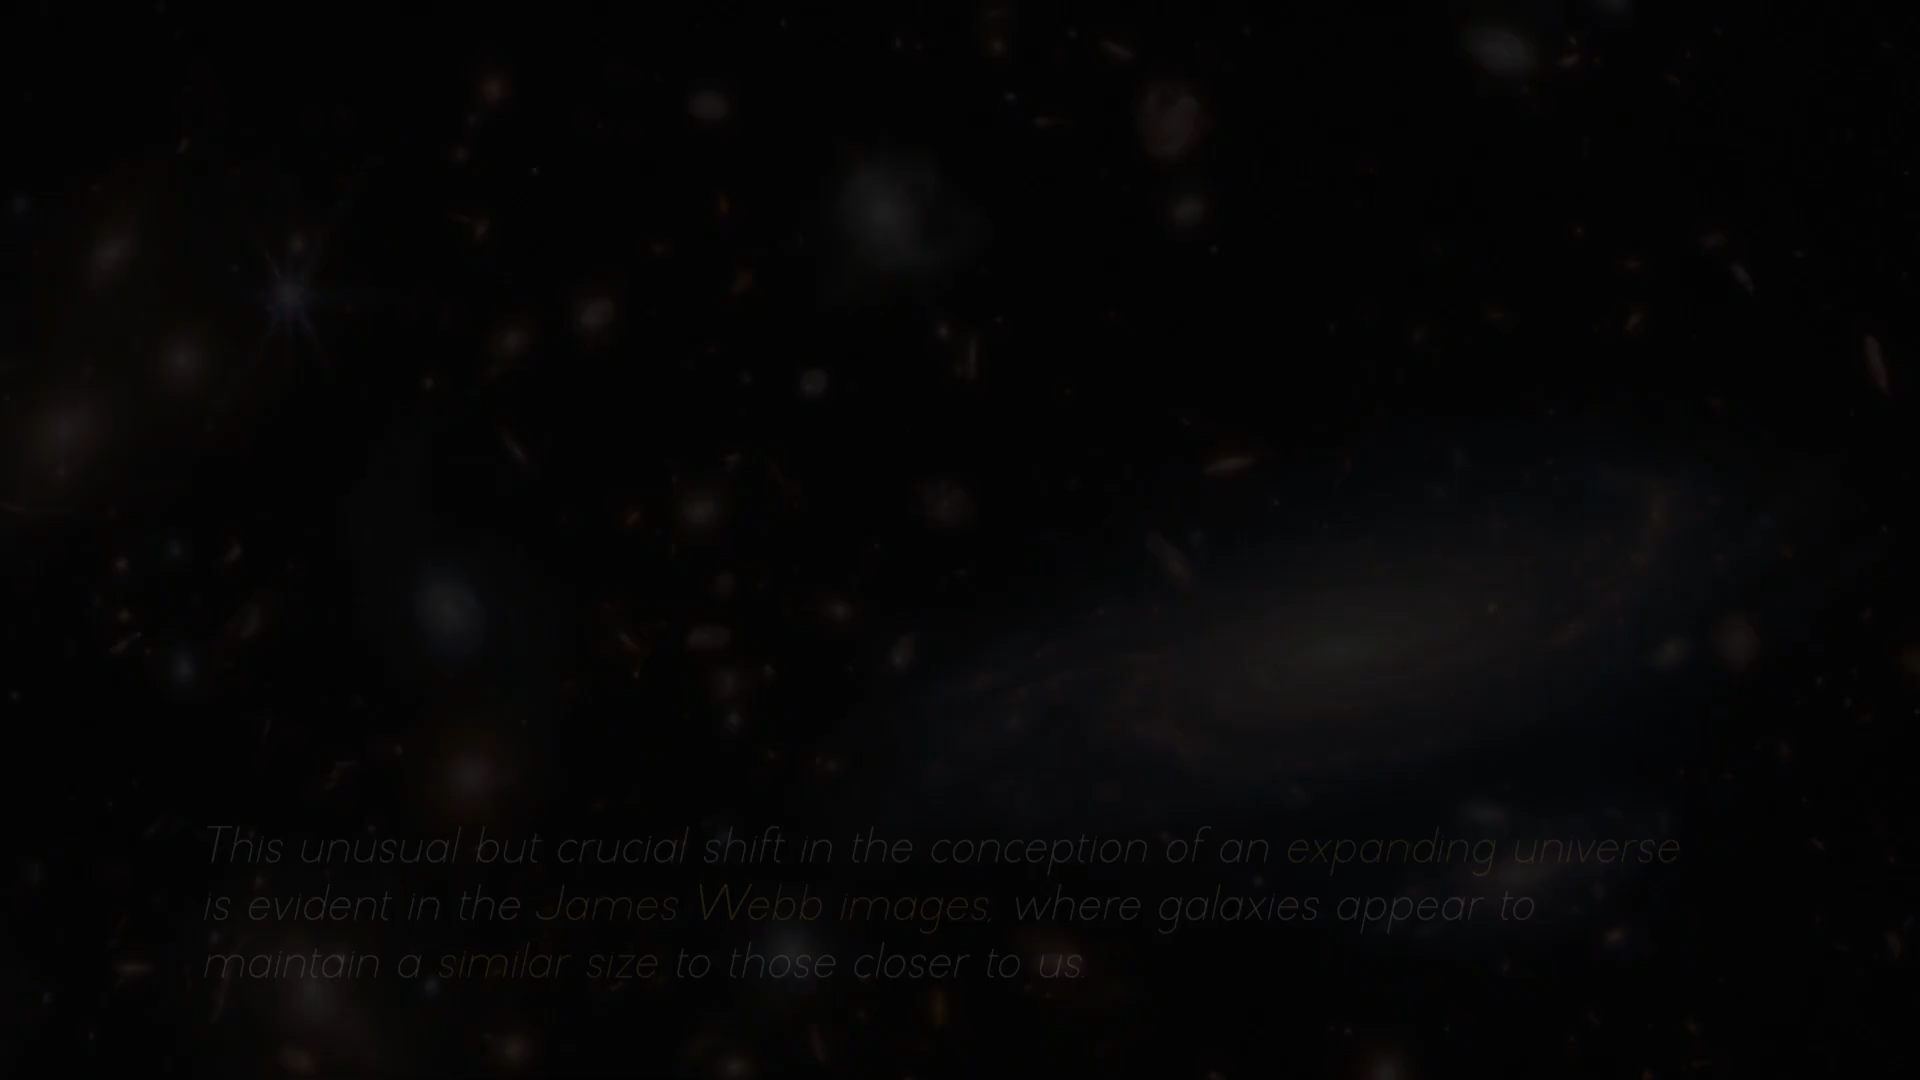 This unusual but crucial shift in the conception of an expanding universe
is evident in the James Webb images, where galaxies appear to
maintain a similar size to those closer to us.